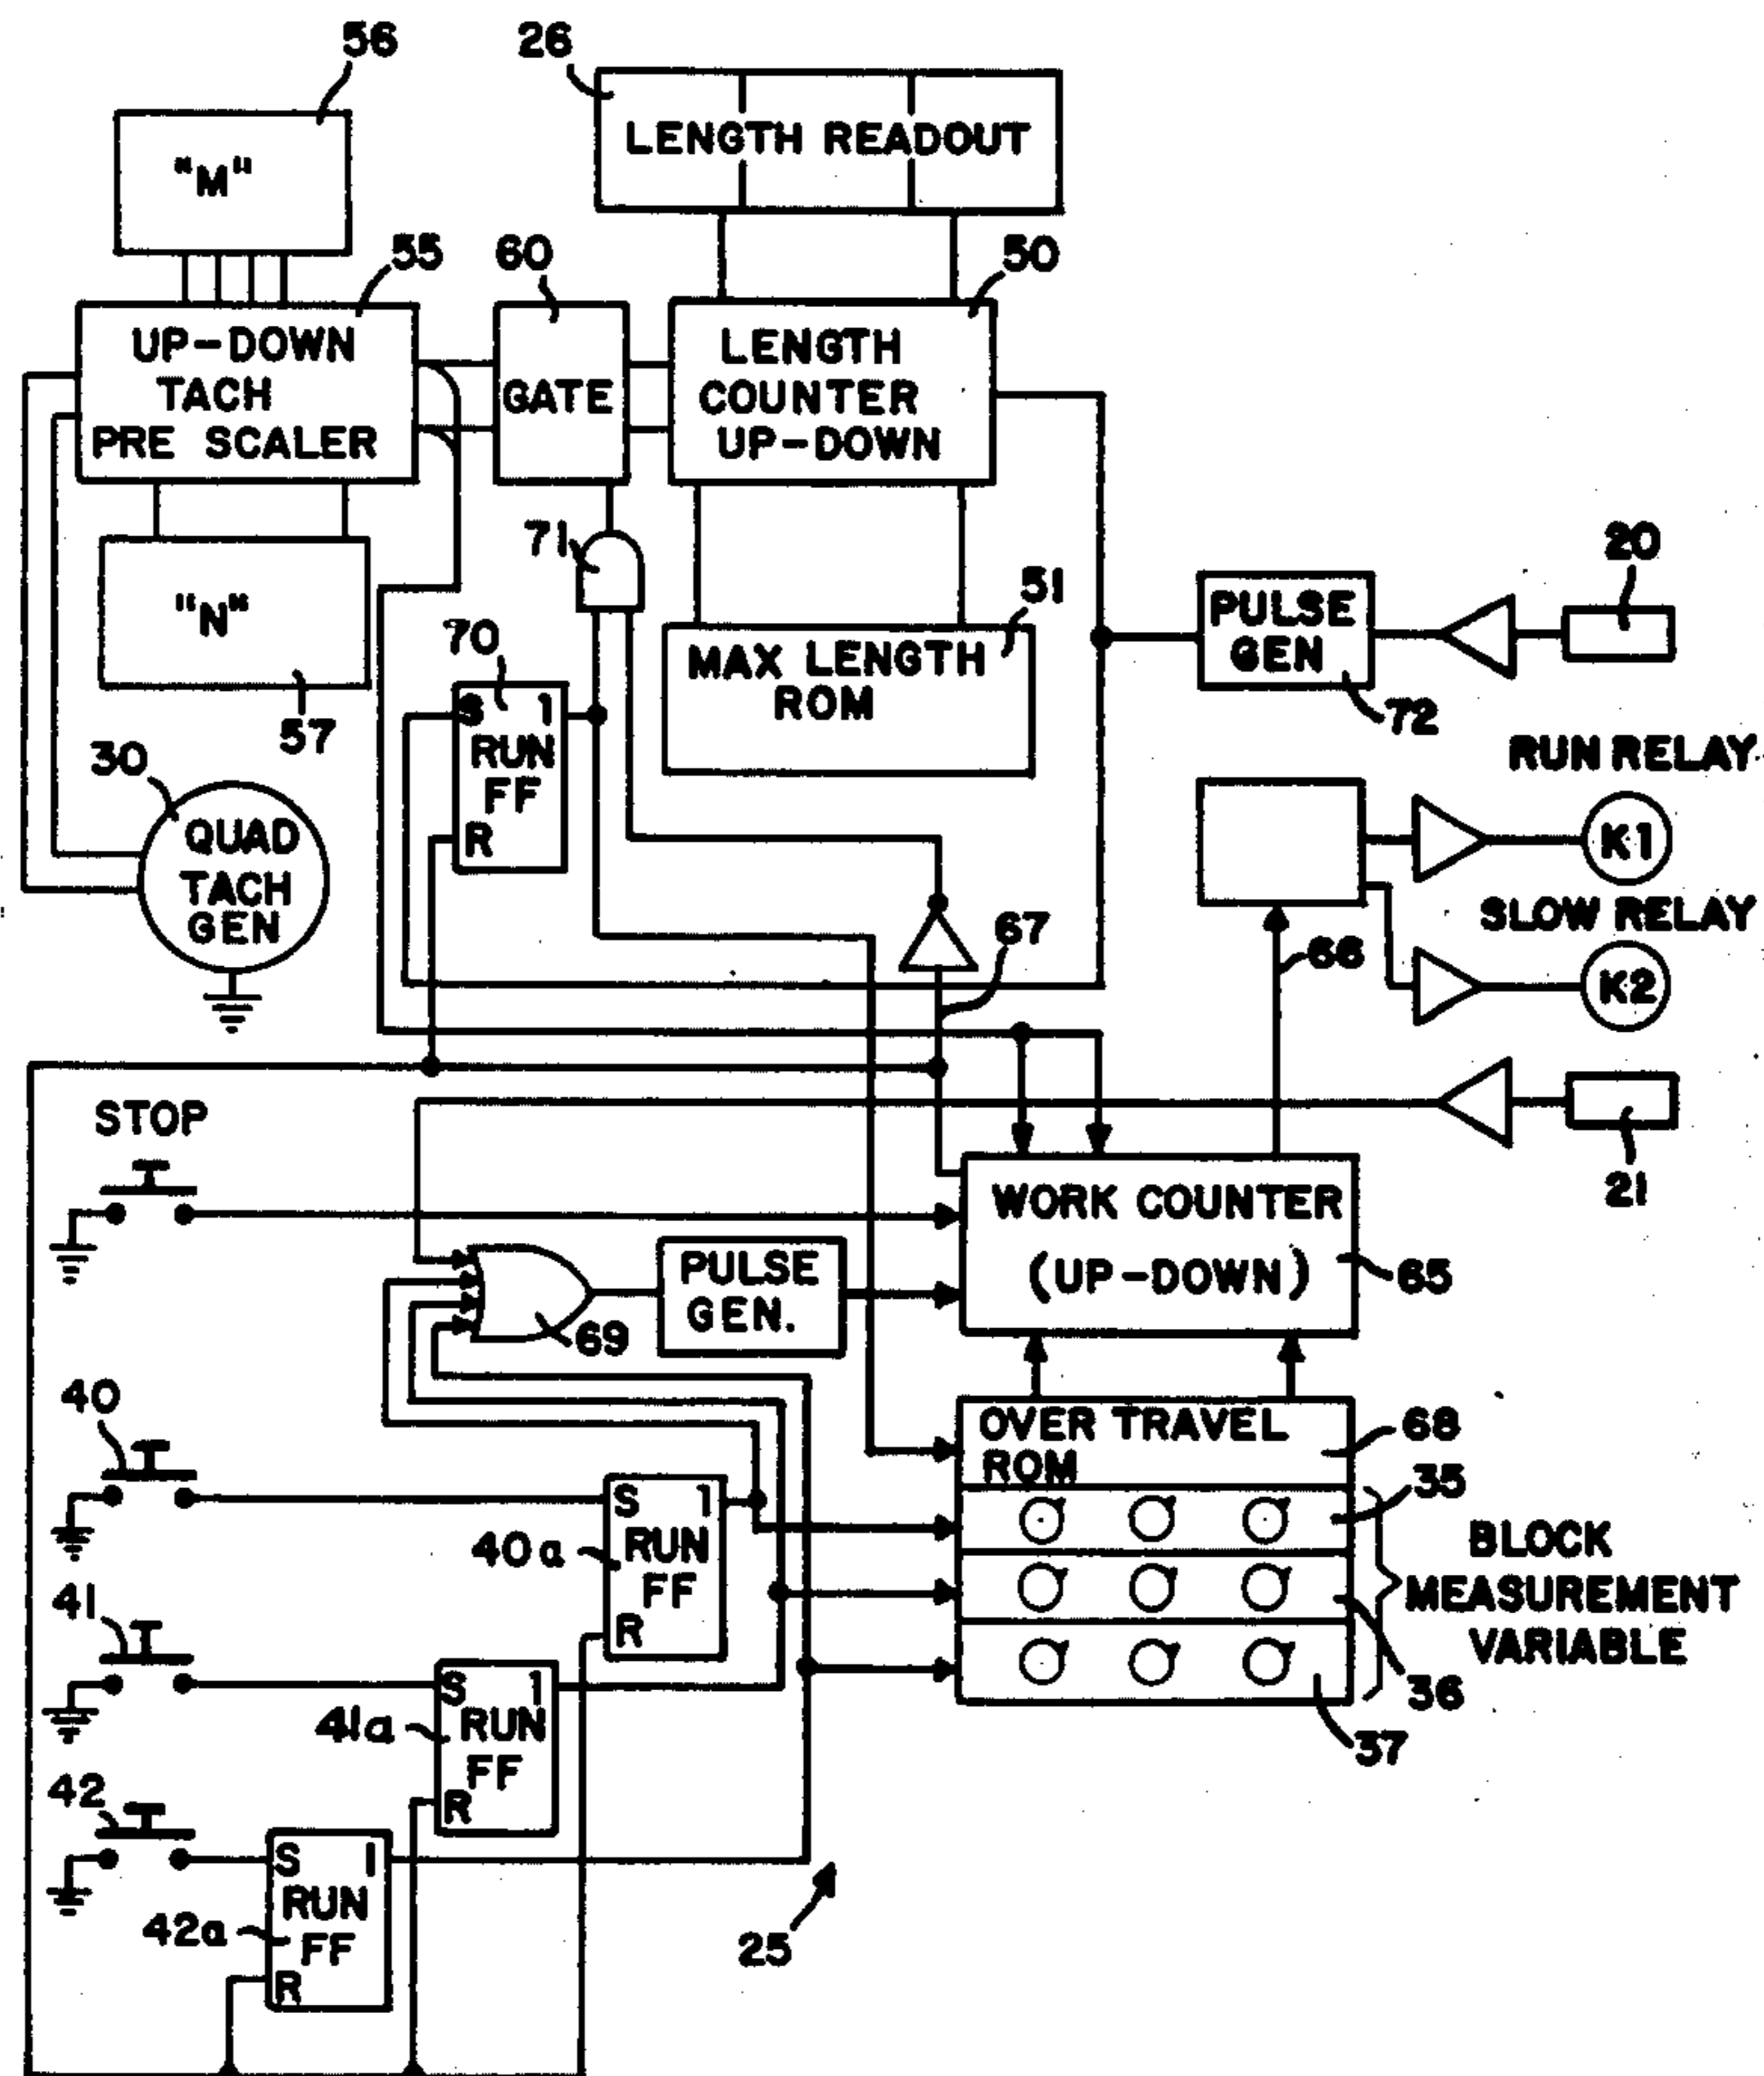 56
26
"M"
LENGTH READOUT
55
60
50
UP-DOWN
TACH
PRE SCALER
GATE
LENGTH
COUNTER
UP-DOWN
71
20
"N"
51
PULSE
GEN
70
MAX LENGTH
ROM
72
57
S 1
RUN
FF
R
RUN RELAY
30
QUAD
TACH
GEN
K1
SLOW RELAY
67
66
K2
STOP
21
WORK COUNTER
(UP-DOWN)
65
PULSE
GEN.
69
40
OVER TRAVEL
ROM
68
35
S 1
RUN
FF
R
40a
BLOCK
MEASUREMENT
VARIABLE
41
36
S 1
RUN
FF
R
41a
37
42
S 1
RUN
FF
R
42a
25